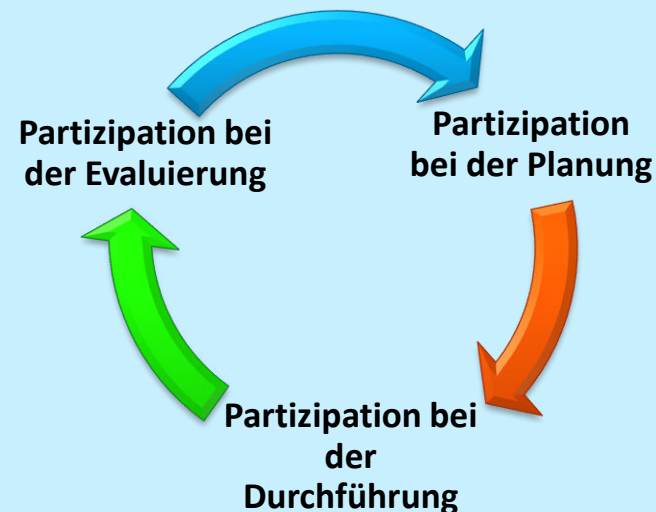 Partizipation bei
der Evaluierung
Partizipation
bei der Planung
Partizipation bei
der
Durchführung